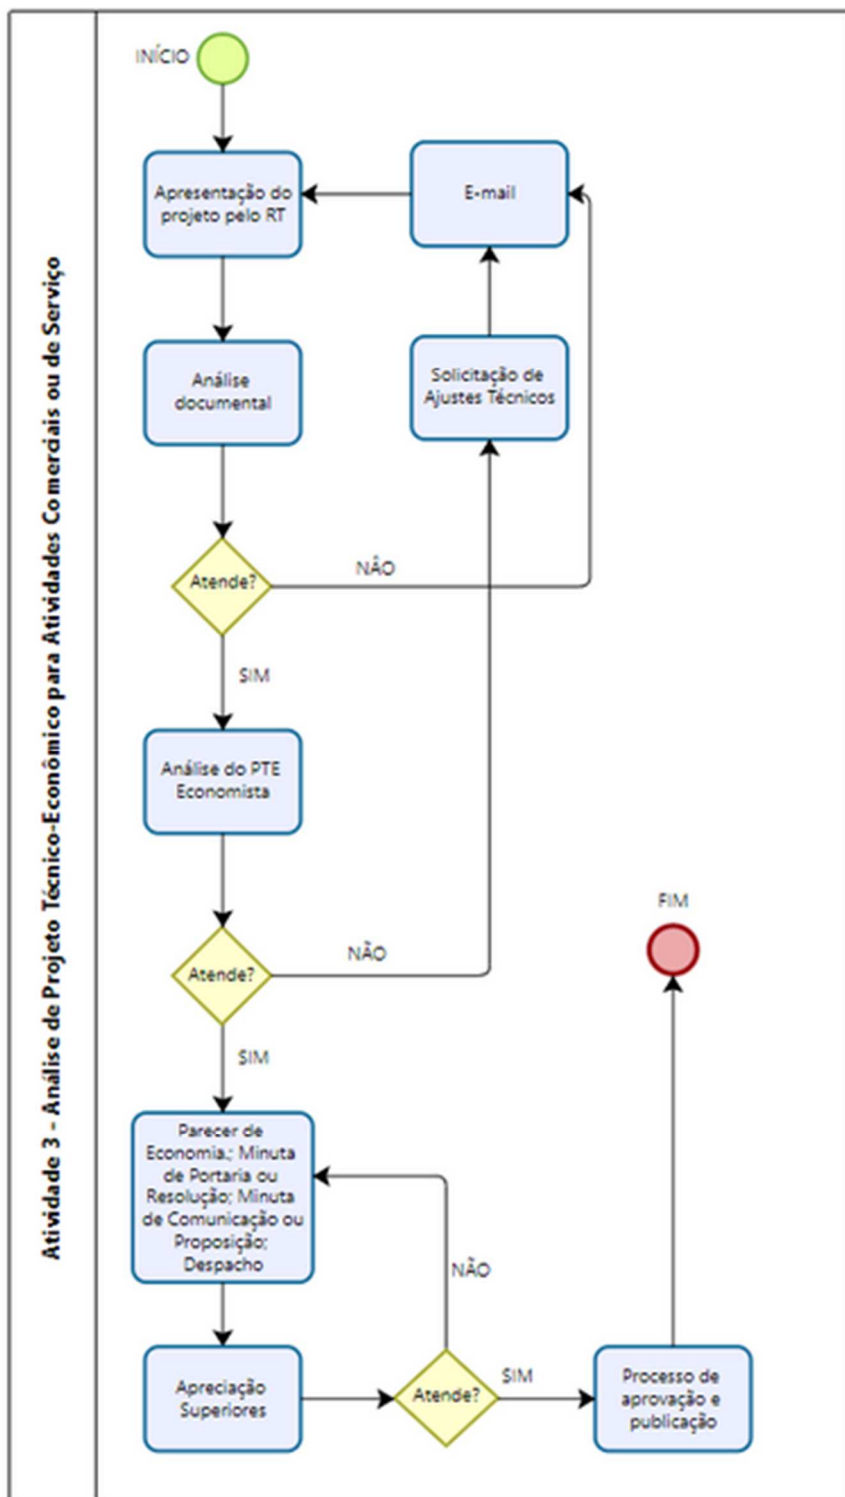 Atividade 3 - Análise de Projeto Técnico-Econômico para Atividades Comerciais ou de Serviço
INÍCIO
Apresentação do
projeto pelo RT
E-mail
Análise
documental
Solicitação de
Ajustes Técnicos
Atende?
NÃO
SIM
Análise do PTE
Economista
FIM
Atende?
NÃO
SIM
Parecer de
Economia.; Minuta
de Portaria ou
Resolução; Minuta
de Comunicação ou
Proposição;
Despacho
NÃO
Apreciação
Superiores
Atende?
SIM
Processo de
aprovação e
publicação